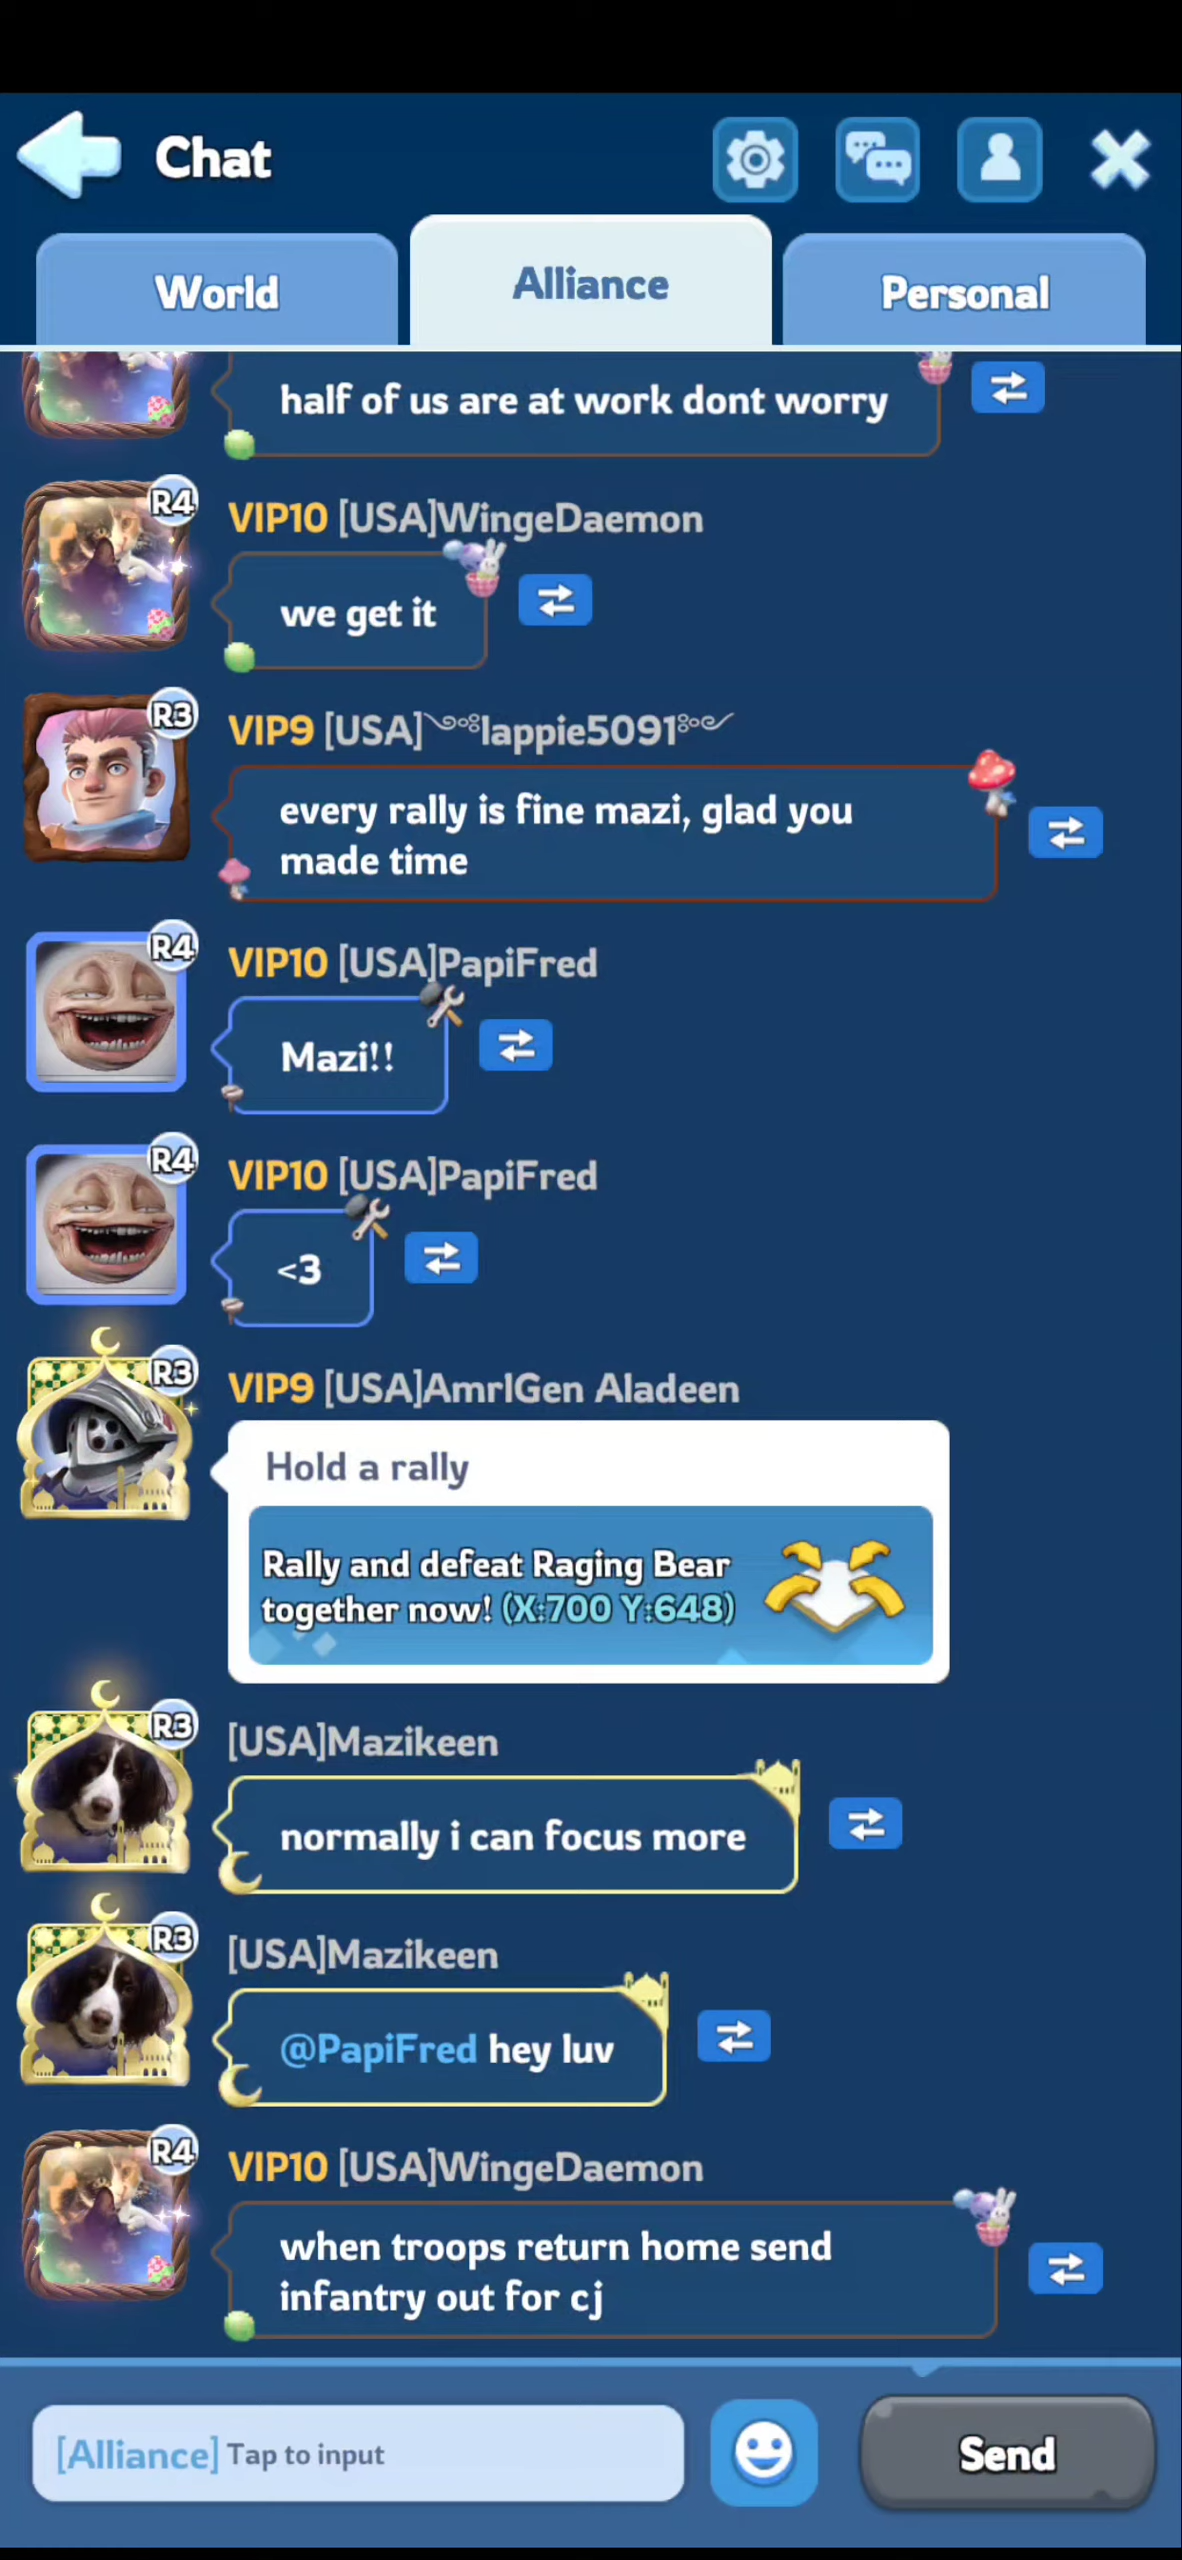 Chat
World
Alliance
Personal
half of us are at work dont worry
R4
VIP10 [USA]WingeDaemon
we get it
R3
VIP9 [USA]༺lappie5091༻
every rally is fine mazi, glad you
made time
R4
VIP10 [USA]PapiFred
Mazi!!
R4
VIP10 [USA]PapiFred
<3
R3
VIP9 [USA]AmrlGen Aladeen
Hold a rally
Rally and defeat Raging Bear
together now! (X:700 Y:648)
R3
[USA]Mazikeen
normally i can focus more
R3
[USA]Mazikeen
@PapiFred hey luv
R4
VIP10 [USA]WingeDaemon
when troops return home send
infantry out for cj
[Alliance] Tap to input
Send